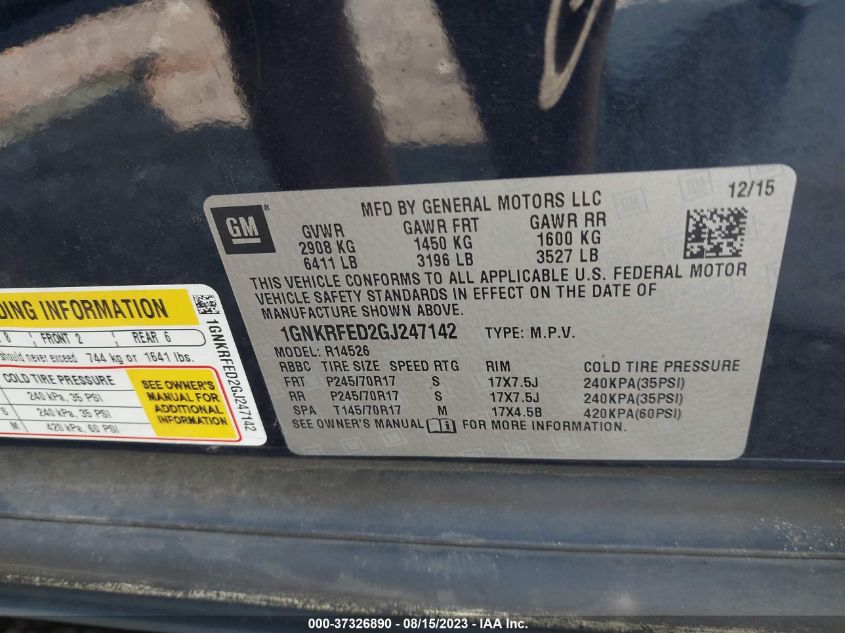 GM
MFD BY GENERAL MOTORS LLC
12/15
GVWR GAWR FRT GAWR RR
2908 KG 1450 KG 1600 KG
6411 LB 3196 LB 3527 LB
THIS VEHICLE CONFORMS TO ALL APPLICABLE U.S. FEDERAL MOTOR
VEHICLE SAFETY STANDARDS IN EFFECT ON THE DATE OF
MANUFACTURE SHOWN ABOVE.
1GNKRFED2GJ247142 TYPE: M.P.V.
MODEL: R14526
RBBC TIRE SIZE SPEED RTG RIM COLD TIRE PRESSURE
FRT P245/70R17 S 17X7.5J 240KPA(35PSI)
RR P245/70R17 S 17X7.5J 240KPA(35PSI)
SPA T145/70R17 M 17X4.5B 420KPA(60PSI)
SEE OWNER'S MANUAL i FOR MORE INFORMATION.
DING INFORMATION
8 FRONT 2 REAR 6
should never exceed 744 kg or 1641 lbs.
COLD TIRE PRESSURE
240 kPa, 35 PSI
S 240 kPa, 35 PSI
M 420 kPa, 60 PSI
SEE OWNER'S
MANUAL FOR
ADDITIONAL
INFORMATION
1GNKRFED2GJ247142
000-37326890 - 08/15/2023 - IAAI.com